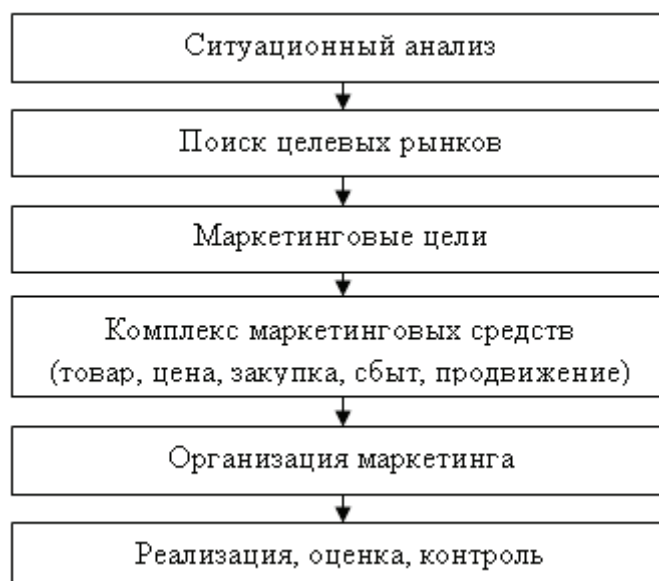 Ситуационный анализ
Поиск целевых рынков
Маркетинговые цели
Комплекс маркетинговых средств
(товар, цена, закупка, сбыт, продвижение)
Организация маркетинга
Реализация, оценка, контроль